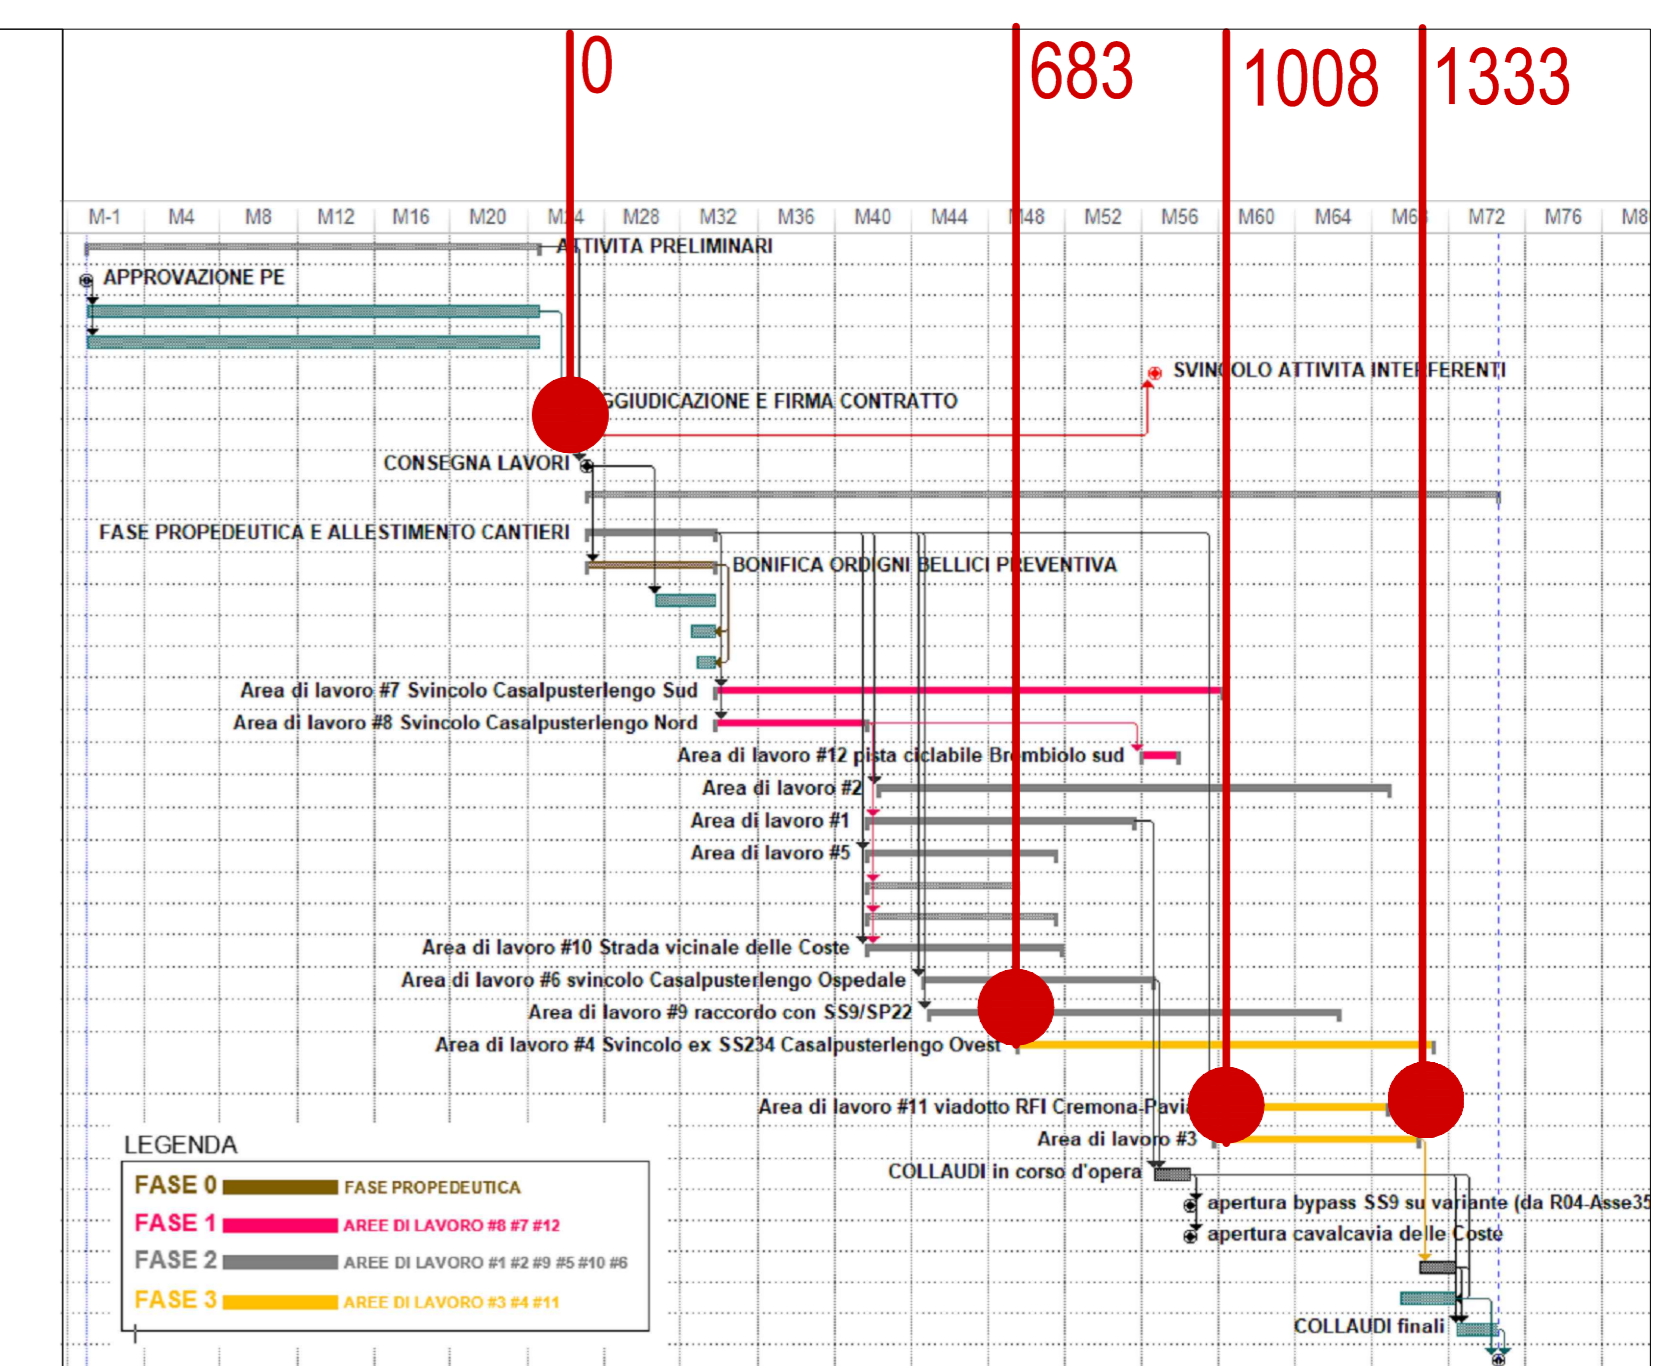 0
683
1008
1333
M-1 M4 M8 M12 M16 M20 M24 M28 M32 M36 M40 M44 M48 M52 M56 M60 M64 M68 M72 M76 M8
ATTIVITA PRELIMINARI
APPROVAZIONE PE
SVINCOLO ATTIVITA INTERFERENTI
GGIUDICAZIONE E FIRMA CONTRATTO
CONSEGNA LAVORI
FASE PROPEDEUTICA E ALLESTIMENTO CANTIERI
BONIFICA ORDIGNI BELLICI PREVENTIVA
Area di lavoro #7 Svincolo Casalpusterlengo Sud
Area di lavoro #8 Svincolo Casalpusterlengo Nord
Area di lavoro #12 pista ciclabile Brembiolo sud
Area di lavoro #2
Area di lavoro #1
Area di lavoro #5
Area di lavoro #10 Strada vicinale delle Coste
Area di lavoro #6 svincolo Casalpusterlengo Ospedale
Area di lavoro #9 raccordo con SS9/SP22
Area di lavoro #4 Svincolo ex SS234 Casalpusterlengo Ovest
Area di lavoro #11 viadotto RFI Cremona-Pavia
Area di lavoro #3
COLLAUDI in corso d'opera
apertura bypass SS9 su variante (da R04-Asse35
apertura cavalcavia delle Coste
COLLAUDI finali
LEGENDA
FASE 0 FASE PROPEDEUTICA
FASE 1 AREE DI LAVORO #8 #7 #12
FASE 2 AREE DI LAVORO #1 #2 #9 #5 #10 #6
FASE 3 AREE DI LAVORO #3 #4 #11